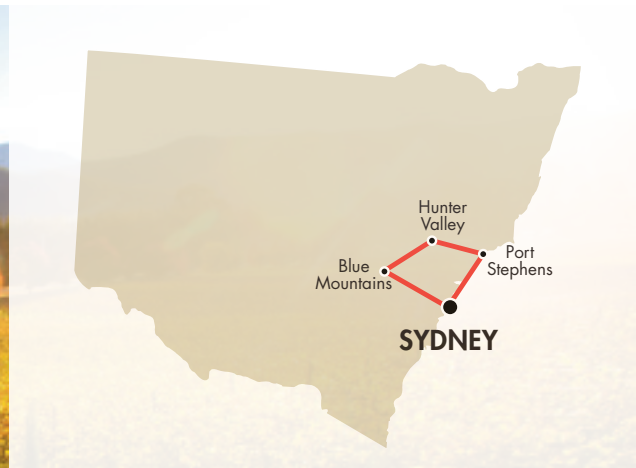 Hunter
Valley
Blue
Mountains
Port
Stephens
SYDNEY